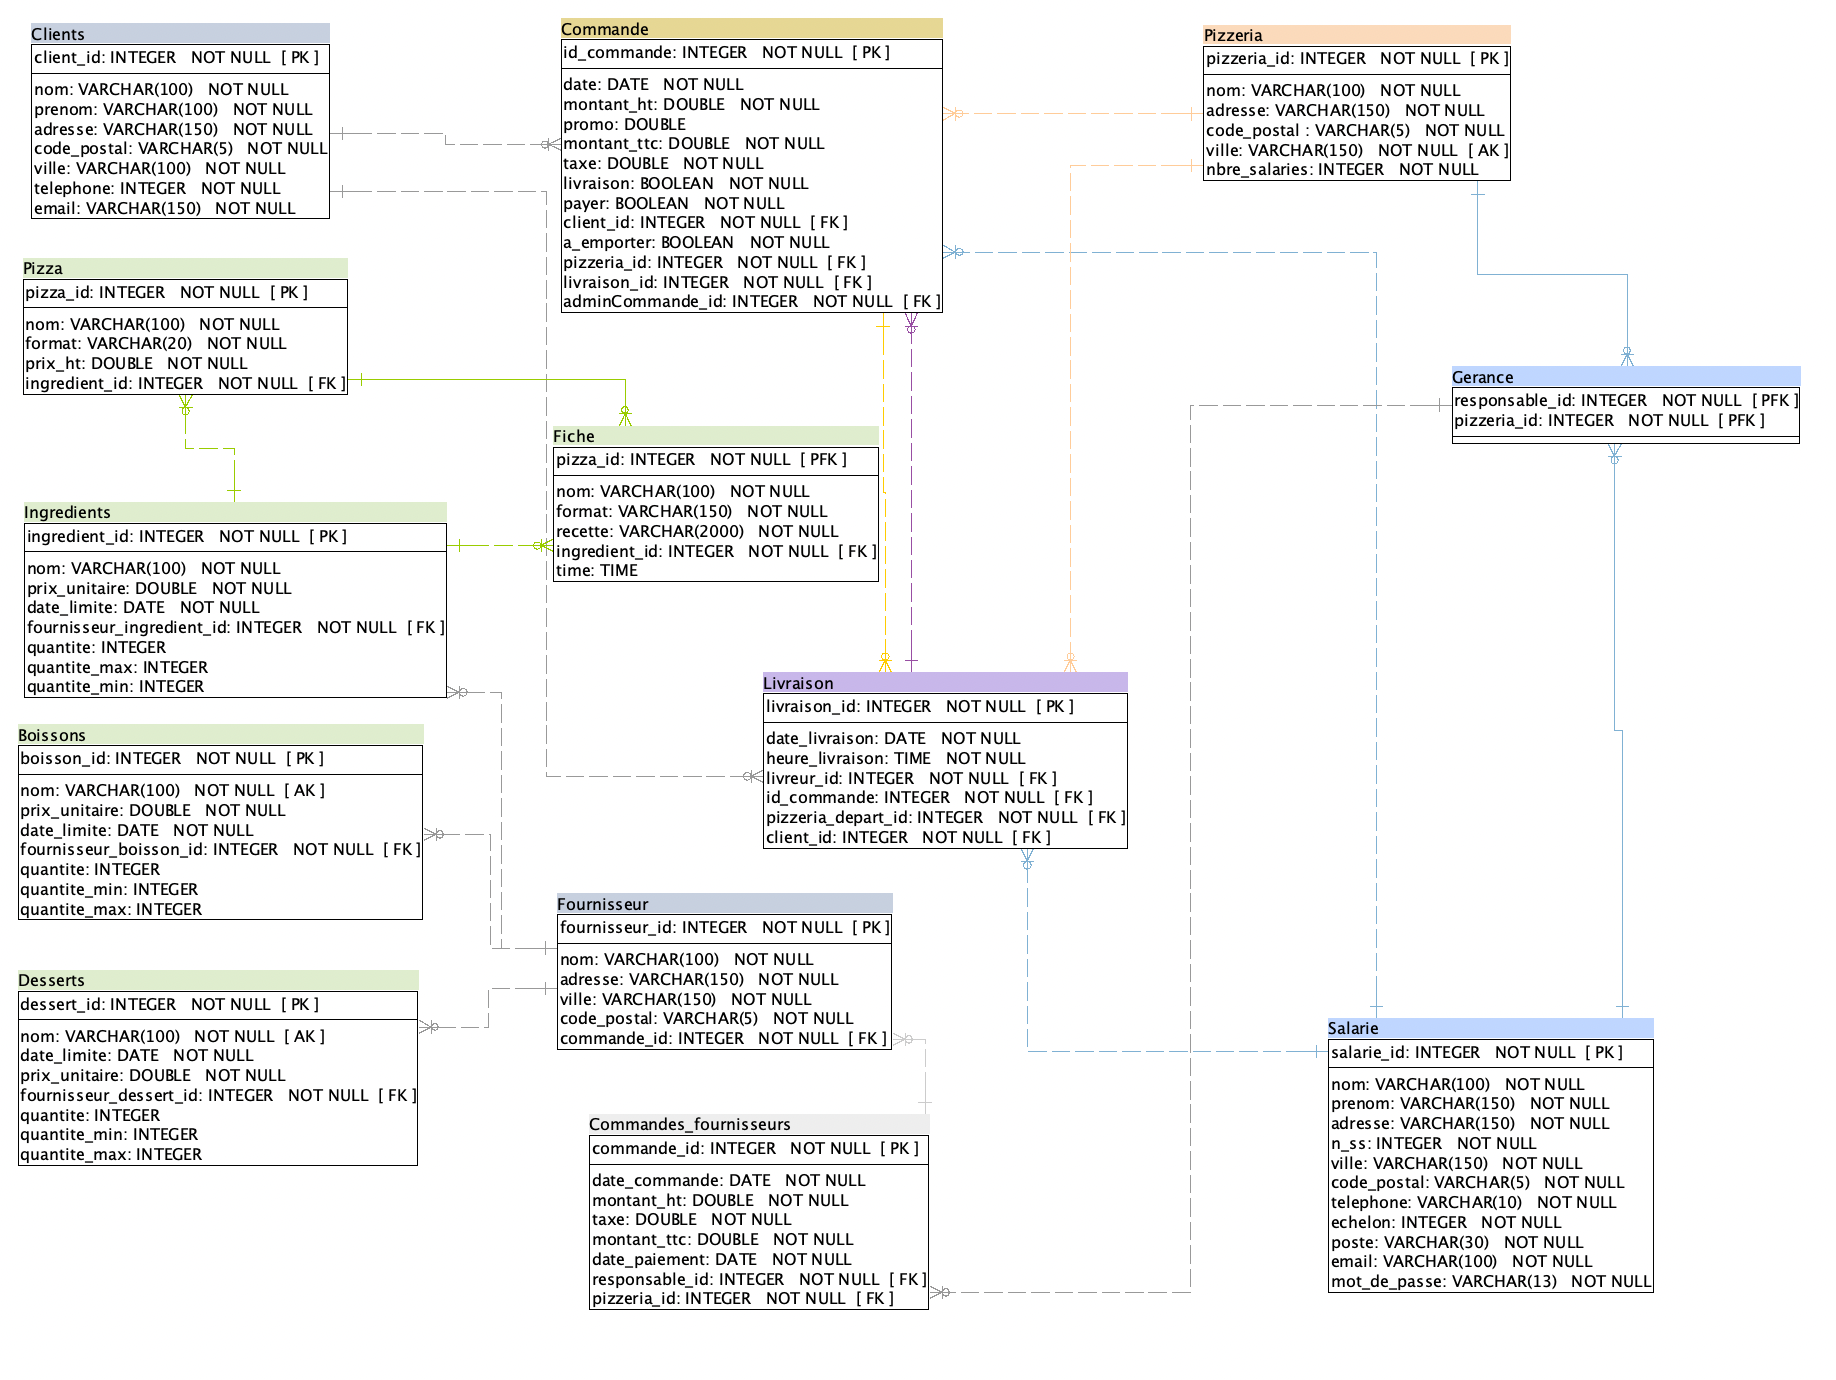 Clients
client_id: INTEGER NOT NULL [ PK ]
nom: VARCHAR(100) NOT NULL
prenom: VARCHAR(100) NOT NULL
adresse: VARCHAR(150) NOT NULL
code_postal: VARCHAR(5) NOT NULL
ville: VARCHAR(100) NOT NULL
telephone: INTEGER NOT NULL
email: VARCHAR(150) NOT NULL
Commande
id_commande: INTEGER NOT NULL [ PK ]
date: DATE NOT NULL
montant_ht: DOUBLE NOT NULL
promo: DOUBLE
montant_ttc: DOUBLE NOT NULL
taxe: DOUBLE NOT NULL
livraison: BOOLEAN NOT NULL
payer: BOOLEAN NOT NULL
client_id: INTEGER NOT NULL [ FK ]
a_emporter: BOOLEAN NOT NULL
pizzeria_id: INTEGER NOT NULL [ FK ]
livraison_id: INTEGER NOT NULL [ FK ]
adminCommande_id: INTEGER NOT NULL [ FK ]
Pizzeria
pizzeria_id: INTEGER NOT NULL [ PK ]
nom: VARCHAR(100) NOT NULL
adresse: VARCHAR(150) NOT NULL
code_postal : VARCHAR(5) NOT NULL
ville: VARCHAR(150) NOT NULL [ AK ]
nbre_salaries: INTEGER NOT NULL
Pizza
pizza_id: INTEGER NOT NULL [ PK ]
nom: VARCHAR(100) NOT NULL
format: VARCHAR(20) NOT NULL
prix_ht: DOUBLE NOT NULL
ingredient_id: INTEGER NOT NULL [ FK ]
Gerance
responsable_id: INTEGER NOT NULL [ PFK ]
pizzeria_id: INTEGER NOT NULL [ PFK ]
Fiche
pizza_id: INTEGER NOT NULL [ PFK ]
nom: VARCHAR(100) NOT NULL
format: VARCHAR(150) NOT NULL
recette: VARCHAR(2000) NOT NULL
ingredient_id: INTEGER NOT NULL [ FK ]
time: TIME
Ingredients
ingredient_id: INTEGER NOT NULL [ PK ]
nom: VARCHAR(100) NOT NULL
prix_unitaire: DOUBLE NOT NULL
date_limite: DATE NOT NULL
fournisseur_ingredient_id: INTEGER NOT NULL [ FK ]
quantite: INTEGER
quantite_max: INTEGER
quantite_min: INTEGER
Livraison
livraison_id: INTEGER NOT NULL [ PK ]
date_livraison: DATE NOT NULL
heure_livraison: TIME NOT NULL
livreur_id: INTEGER NOT NULL [ FK ]
id_commande: INTEGER NOT NULL [ FK ]
pizzeria_depart_id: INTEGER NOT NULL [ FK ]
client_id: INTEGER NOT NULL [ FK ]
Boissons
boisson_id: INTEGER NOT NULL [ PK ]
nom: VARCHAR(100) NOT NULL [ AK ]
prix_unitaire: DOUBLE NOT NULL
date_limite: DATE NOT NULL
fournisseur_boisson_id: INTEGER NOT NULL [ FK ]
quantite: INTEGER
quantite_min: INTEGER
quantite_max: INTEGER
Fournisseur
fournisseur_id: INTEGER NOT NULL [ PK ]
nom: VARCHAR(100) NOT NULL
adresse: VARCHAR(150) NOT NULL
ville: VARCHAR(150) NOT NULL
code_postal: VARCHAR(5) NOT NULL
commande_id: INTEGER NOT NULL [ FK ]
Desserts
dessert_id: INTEGER NOT NULL [ PK ]
nom: VARCHAR(100) NOT NULL [ AK ]
date_limite: DATE NOT NULL
prix_unitaire: DOUBLE NOT NULL
fournisseur_dessert_id: INTEGER NOT NULL [ FK ]
quantite: INTEGER
quantite_min: INTEGER
quantite_max: INTEGER
Salarie
salarie_id: INTEGER NOT NULL [ PK ]
nom: VARCHAR(100) NOT NULL
prenom: VARCHAR(150) NOT NULL
adresse: VARCHAR(150) NOT NULL
n_ss: INTEGER NOT NULL
ville: VARCHAR(150) NOT NULL
code_postal: VARCHAR(5) NOT NULL
telephone: VARCHAR(10) NOT NULL
echelon: INTEGER NOT NULL
poste: VARCHAR(30) NOT NULL
email: VARCHAR(100) NOT NULL
mot_de_passe: VARCHAR(13) NOT NULL
Commandes_fournisseurs
commande_id: INTEGER NOT NULL [ PK ]
date_commande: DATE NOT NULL
montant_ht: DOUBLE NOT NULL
taxe: DOUBLE NOT NULL
montant_ttc: DOUBLE NOT NULL
date_paiement: DATE NOT NULL
responsable_id: INTEGER NOT NULL [ FK ]
pizzeria_id: INTEGER NOT NULL [ FK ]